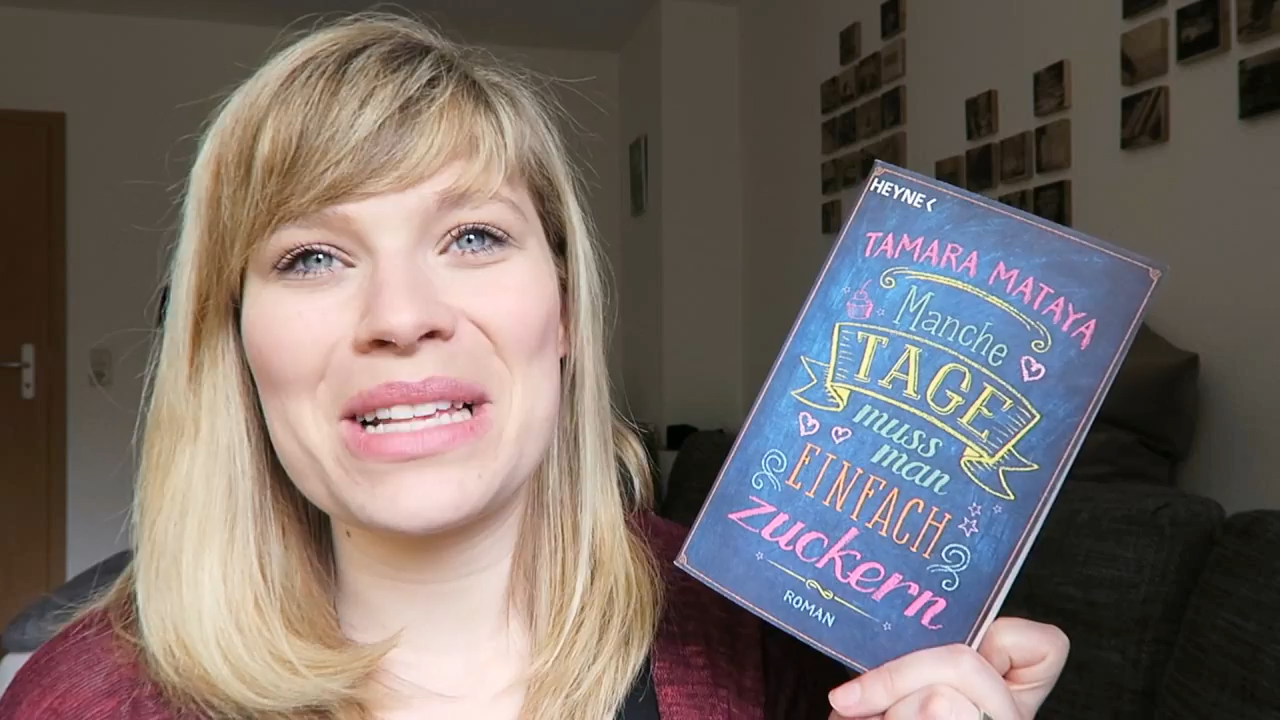 HEYNE <
TAMARA MATAYA
Manche
TAGE
muss
man
EINFACH
zuckern
ROMAN